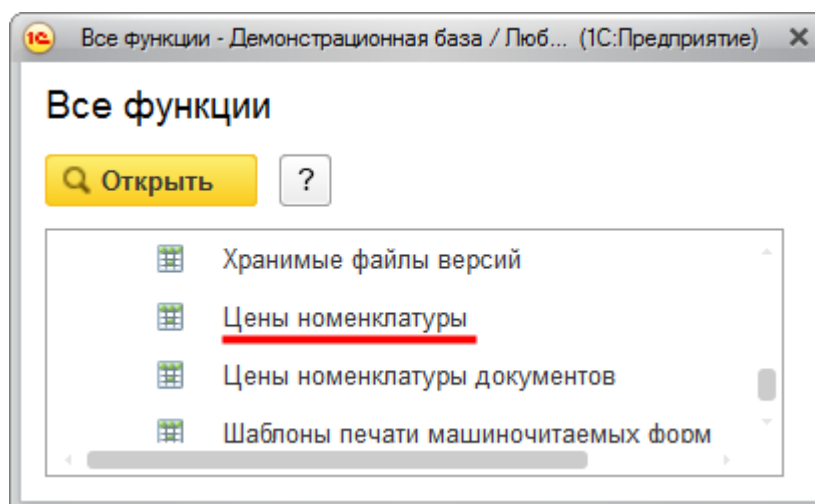 1С Все функции - Демонстрационная база / Люб... (1С:Предприятие)
Все функции
Открыть ?
Хранимые файлы версий
Цены номенклатуры
Цены номенклатуры документов
Шаблоны печати машиночитаемых форм